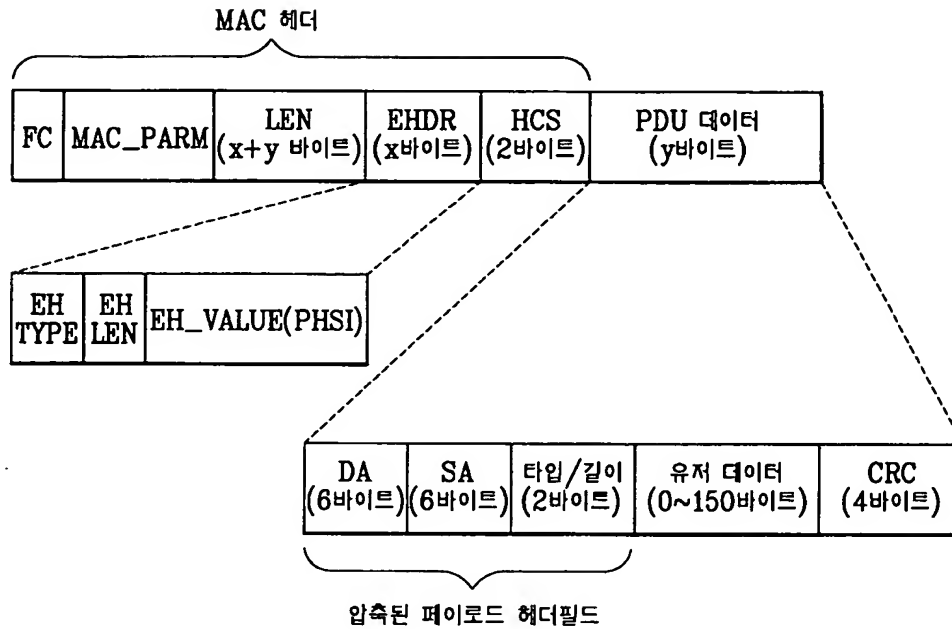 MAC 헤더
FC
MAC_PARM
LEN
(x+y 바이트)
EHDR
(x바이트)
HCS
(2바이트)
PDU 데이터
(y바이트)
EH
TYPE
EH
LEN
EH_VALUE(PHSI)
DA
(6바이트)
SA
(6바이트)
타입/길이
(2바이트)
유저 데이터
(0~150바이트)
CRC
(4바이트)
압축된 페이로드 헤더필드